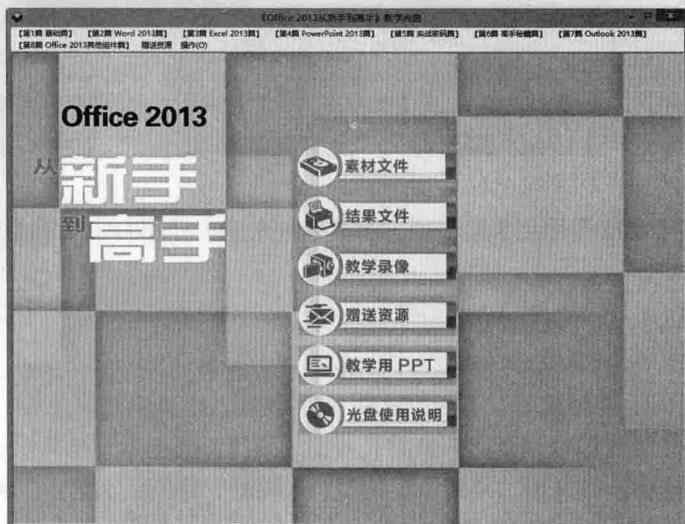 《Office 2013从新手到高手》教学光盘
【第1篇 基础篇】 【第2篇 Word 2013篇】 【第3篇 Excel 2013篇】 【第4篇 PowerPoint 2013篇】 【第5篇 实战密码篇】 【第6篇 高手秘籍篇】 【第7篇 Outlook 2013篇】
【第8篇 Office 2013其他组件篇】 赠送资源 操作(O)
Office 2013
从 新手
到 高手
素材文件
结果文件
教学录像
赠送资源
教学用 PPT
光盘使用说明